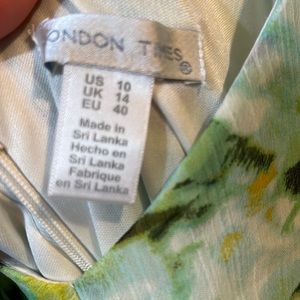 LONDON TIMES
®
US 10
UK 14
EU 40
Made in
Sri Lanka
Hecho en
Sri Lanka
Fabrique
en Sri Lanka